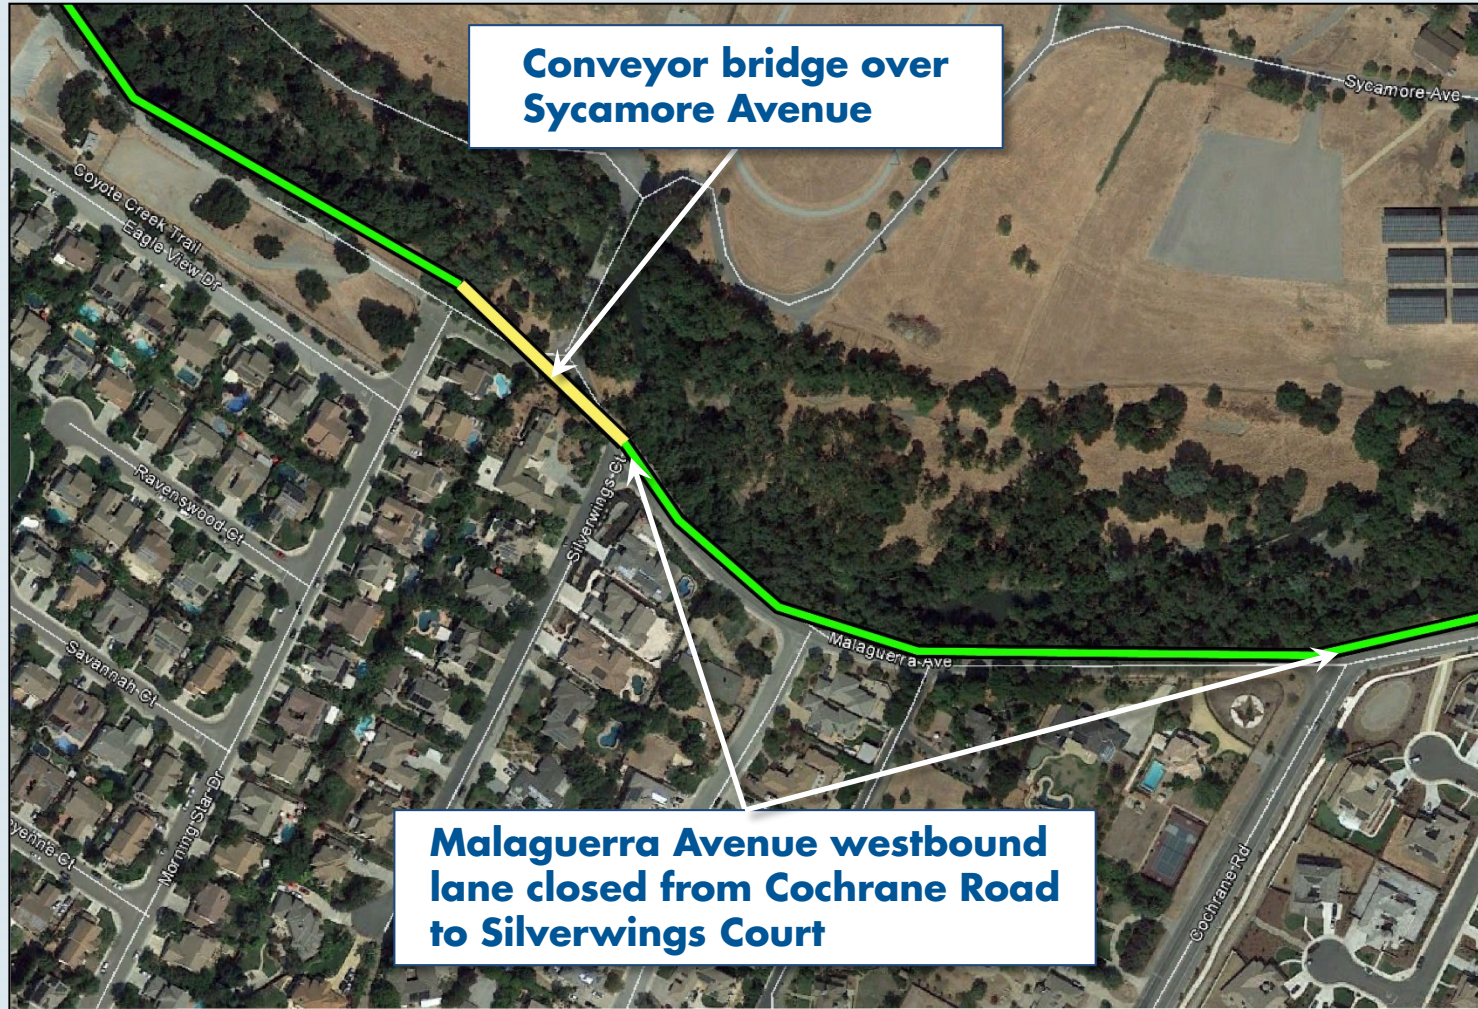 Conveyor bridge over
Sycamore Avenue
Sycamore Ave
Coyote Creek Trail
Eagle View Dr
Ravenswood Ct
Silverwings Ct
Savannah Ct
Malaguerra Ave
Morning Star Dr
Cochrane Rd
Malaguerra Avenue westbound
lane closed from Cochrane Road
to Silverwings Court